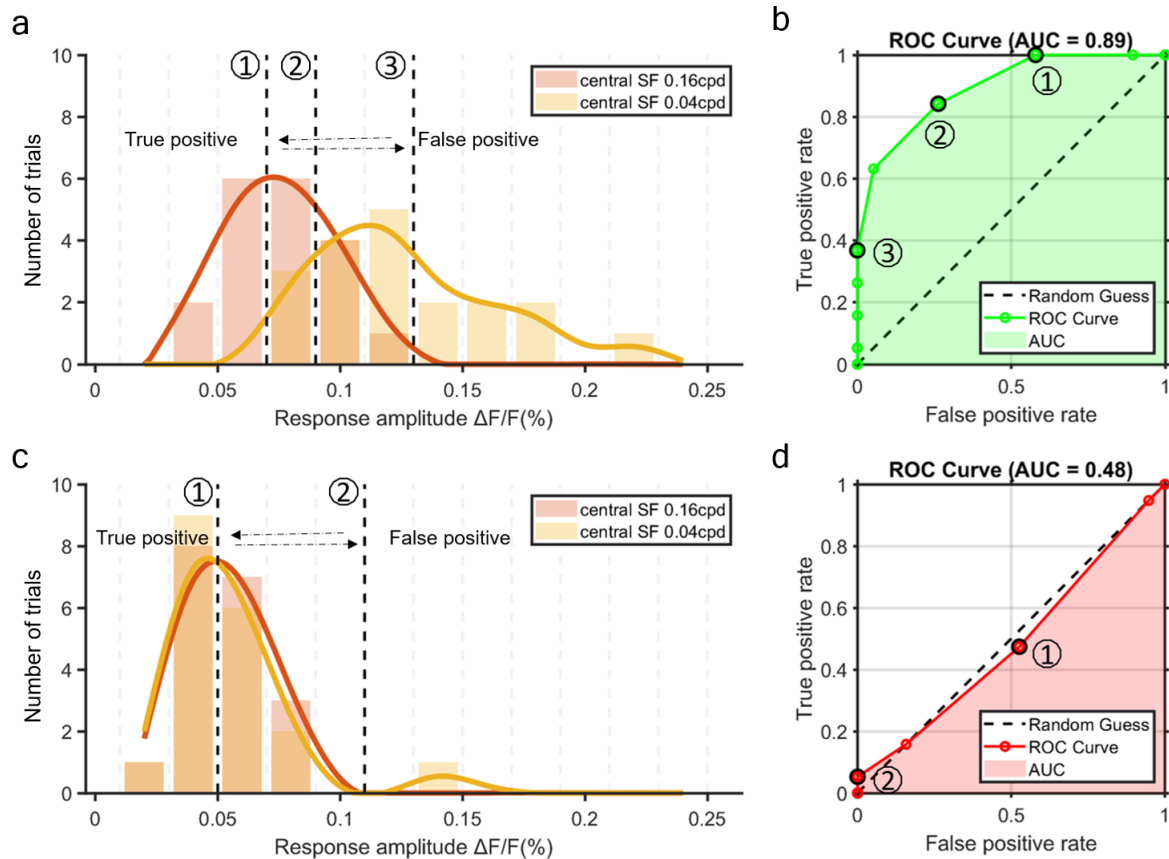 a
10
8
6
4
2
0
Number of trials
①
②
③
central SF 0.16cpd
central SF 0.04cpd
True positive
False positive
0
0.05
0.1
0.15
0.2
0.25
Response amplitude ΔF/F(%)
b
ROC Curve (AUC = 0.89)
1
0.8
0.6
0.4
0.2
0
True positive rate
①
②
③
Random Guess
ROC Curve
AUC
0
0.5
1
False positive rate
c
10
8
6
4
2
0
Number of trials
①
②
central SF 0.16cpd
central SF 0.04cpd
True positive
False positive
0
0.05
0.1
0.15
0.2
0.25
Response amplitude ΔF/F(%)
d
ROC Curve (AUC = 0.48)
1
0.8
0.6
0.4
0.2
0
True positive rate
①
②
Random Guess
ROC Curve
AUC
0
0.5
1
False positive rate